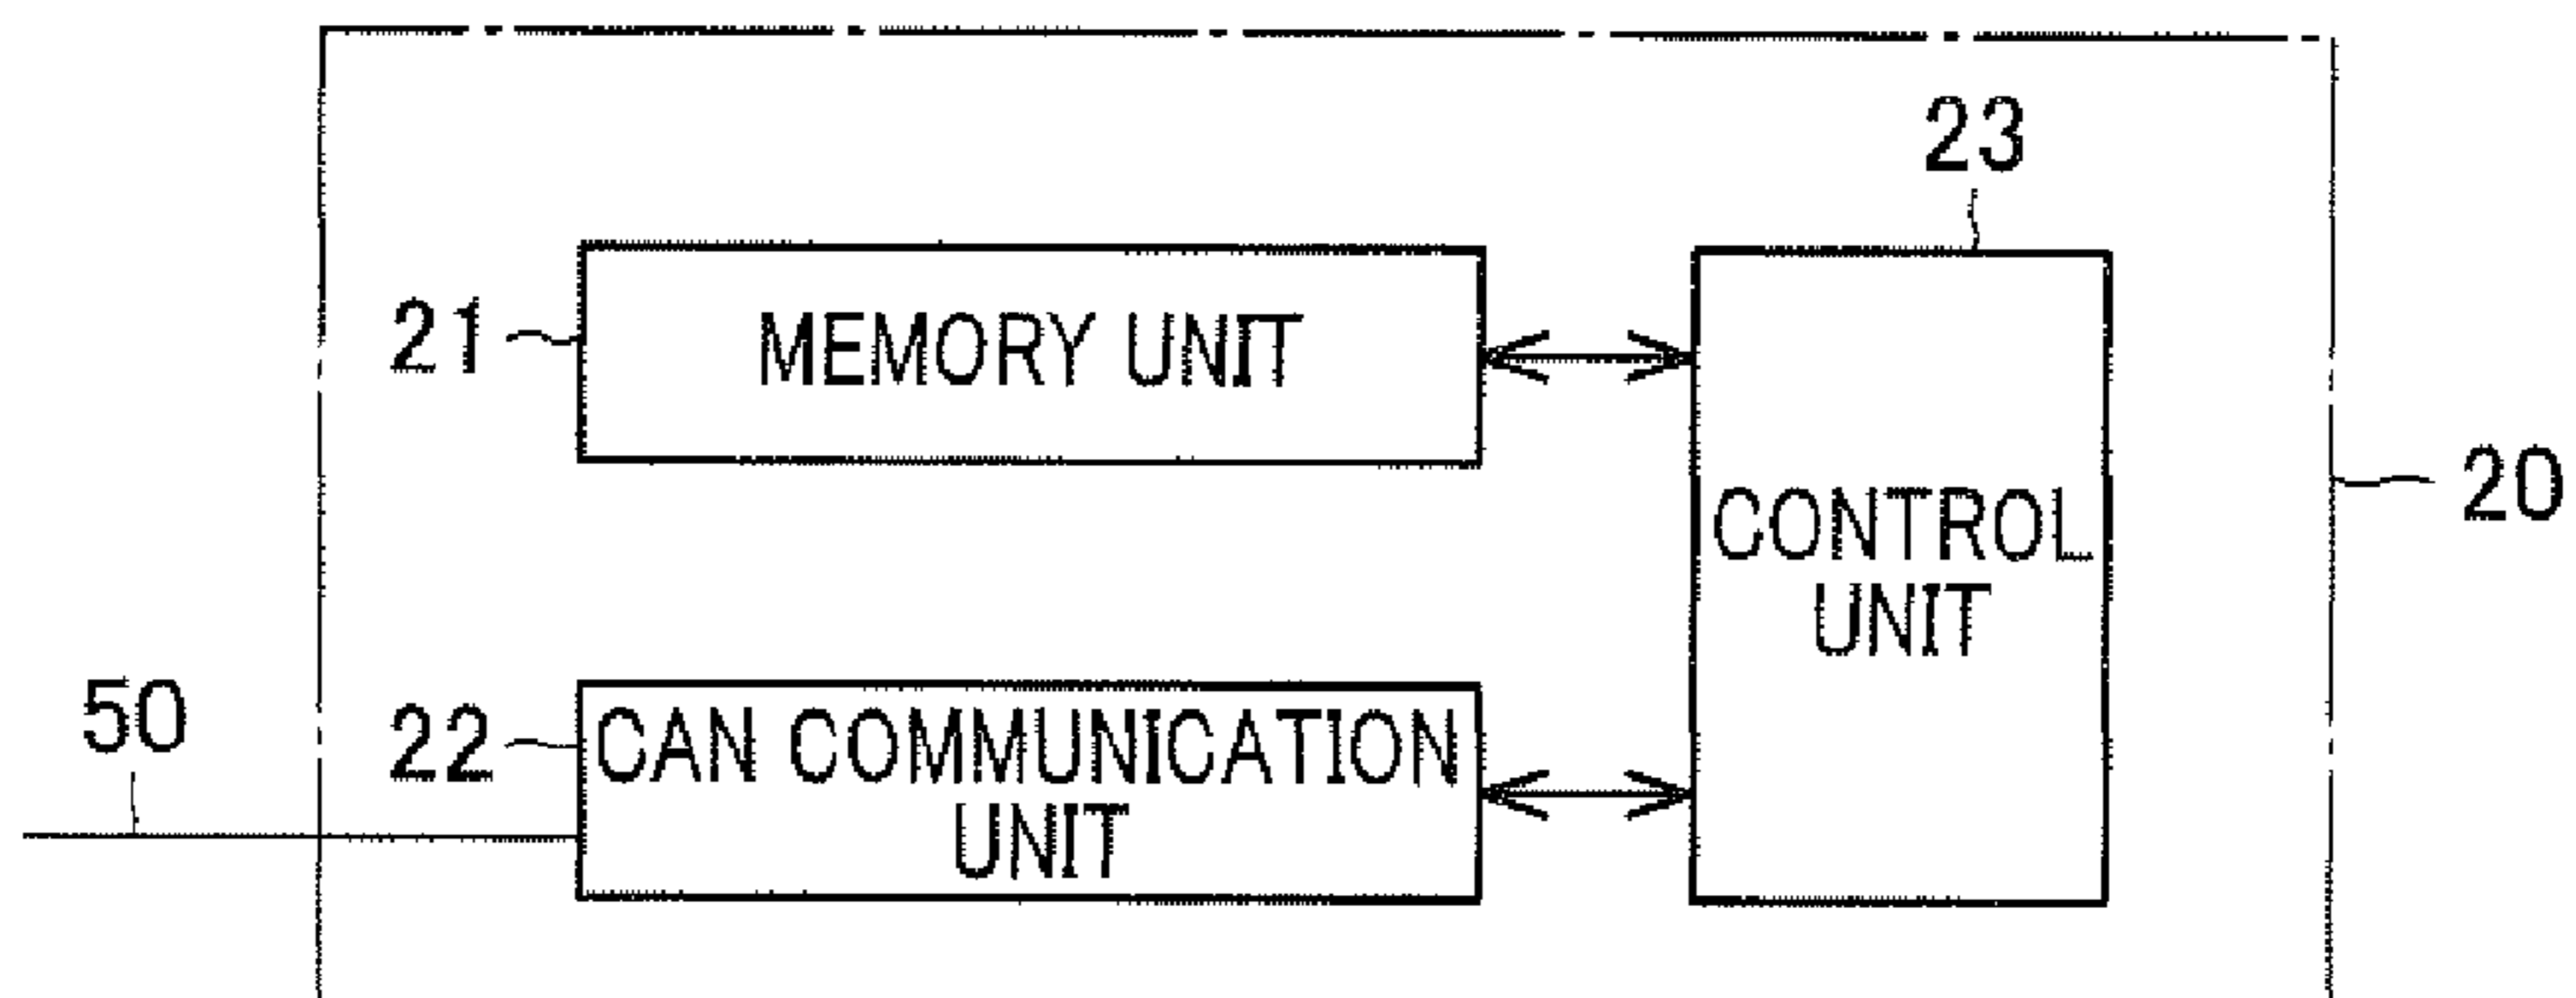 23
21
MEMORY UNIT
20
CONTROL
UNIT
50
22
CAN COMMUNICATION
UNIT